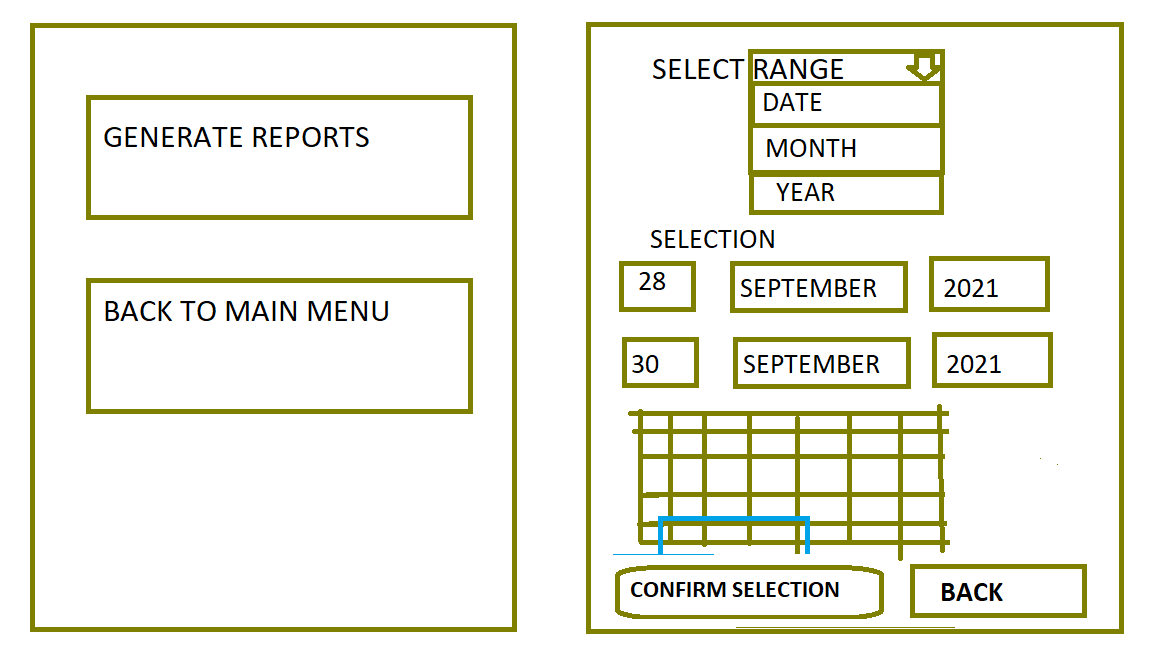 GENERATE REPORTS
BACK TO MAIN MENU
SELECT RANGE
DATE
MONTH
YEAR
SELECTION
28 SEPTEMBER 2021
30 SEPTEMBER 2021
CONFIRM SELECTION BACK